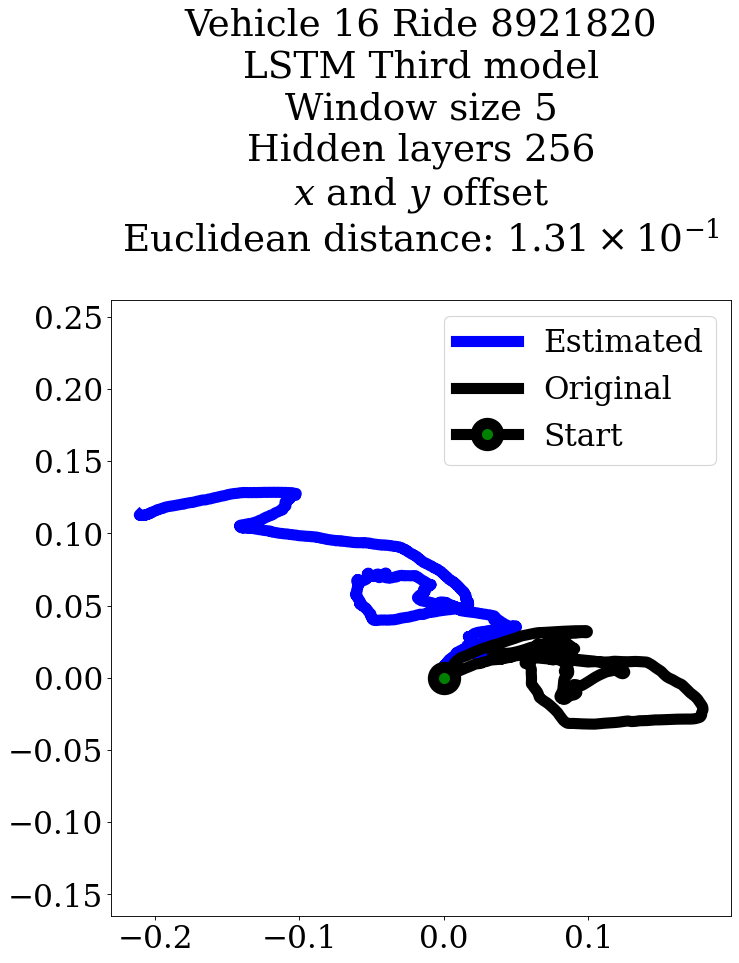 Vehicle 16 Ride 8921820
LSTM Third model
Window size 5
Hidden layers 256
x and y offset
Euclidean distance: 1.31 × 10⁻¹
Estimated
Original
Start
0.25
0.20
0.15
0.10
0.05
0.00
−0.05
−0.10
−0.15
−0.2 −0.1 0.0 0.1